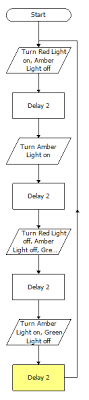 Start
Turn Red Light
on, Amber
Light off
Delay 2
Turn Amber
Light on
Delay 2
Turn Red Light
off, Amber
Light off, Gre...
Delay 2
Turn Amber
Light on, Green
Light off
Delay 2